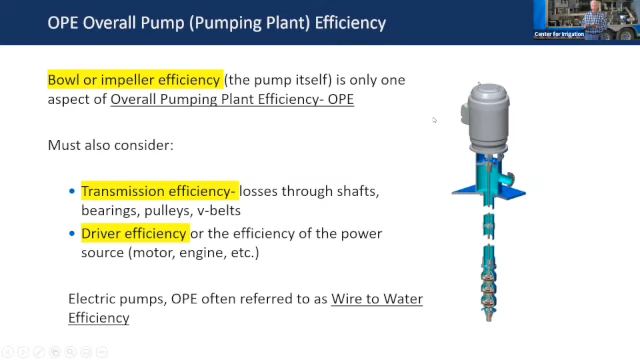 OPE Overall Pump (Pumping Plant) Efficiency
Center for Irrigation
Bowl or impeller efficiency (the pump itself) is only one
aspect of Overall Pumping Plant Efficiency- OPE
Must also consider:
• Transmission efficiency- losses through shafts,
bearings, pulleys, v-belts
• Driver efficiency or the efficiency of the power
source (motor, engine, etc.)
Electric pumps, OPE often referred to as Wire to Water
Efficiency